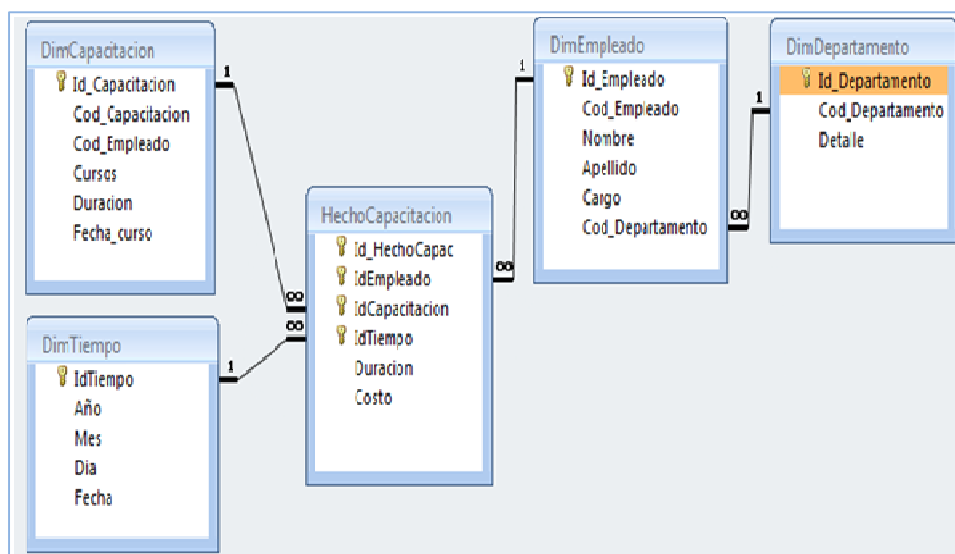 DimCapacitacion
Id_Capacitacion
Cod_Capacitacion
Cod_Empleado
Cursos
Duracion
Fecha_curso
1
DimTiempo
IdTiempo
Año
Mes
Dia
Fecha
1
HechoCapacitacion
Id_HechoCapac
IdEmpleado
IdCapacitacion
IdTiempo
Duracion
Costo
∞
∞
∞
DimEmpleado
Id_Empleado
Cod_Empleado
Nombre
Apellido
Cargo
Cod_Departamento
1
∞
DimDepartamento
Id_Departamento
Cod_Departamento
Detalle
1